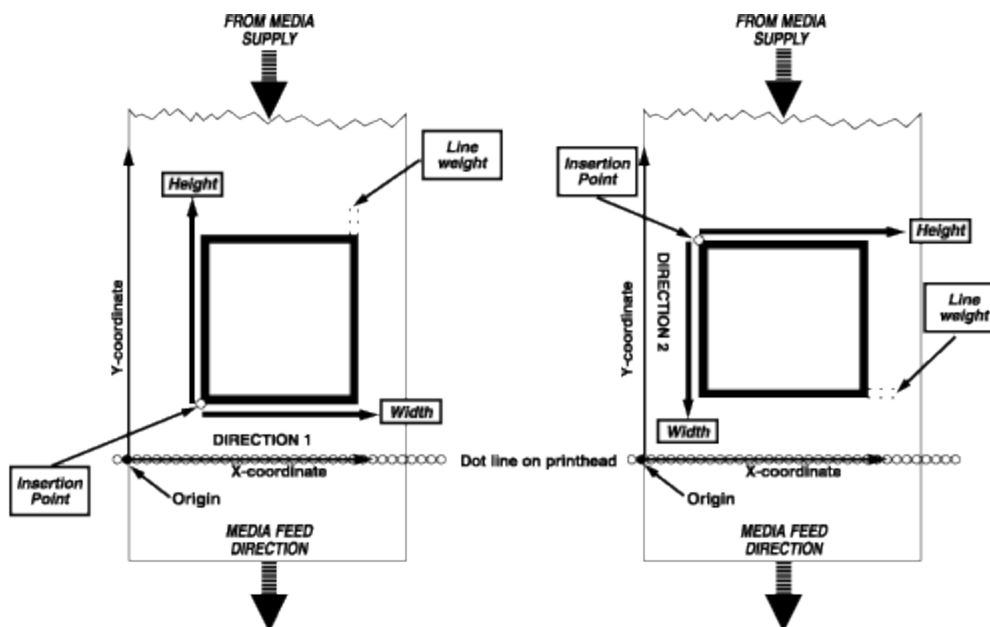 FROM MEDIA
SUPPLY
Line
weight
Height
Y-coordinate
Width
DIRECTION 1
X-coordinate
Insertion
Point
Origin
MEDIA FEED
DIRECTION
Dot line on printhead
FROM MEDIA
SUPPLY
Insertion
Point
Height
DIRECTION 2
Y-coordinate
Line
weight
Width
X-coordinate
Origin
MEDIA FEED
DIRECTION